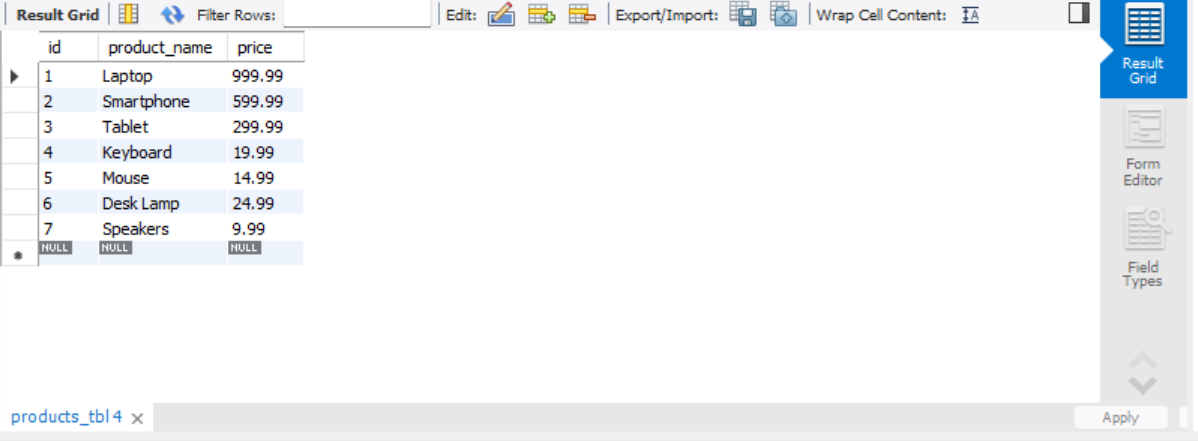 Result Grid Filter Rows: Edit: Export/Import: Wrap Cell Content: IA
id product_name price
1 Laptop 999.99
2 Smartphone 599.99
3 Tablet 299.99
4 Keyboard 19.99
5 Mouse 14.99
6 Desk Lamp 24.99
7 Speakers 9.99
NULL NULL NULL
Result
Grid
Form
Editor
Field
Types
products_tbl 4
Apply